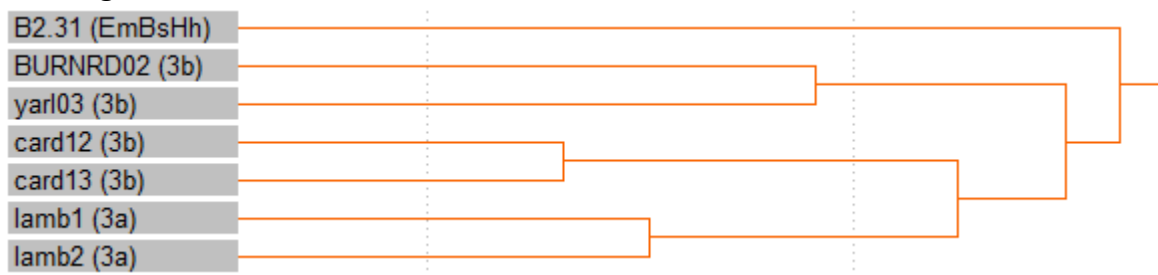 B2.31 (EmBsHh)
BURNRD02 (3b)
yarl03 (3b)
card12 (3b)
card13 (3b)
lamb1 (3a)
lamb2 (3a)